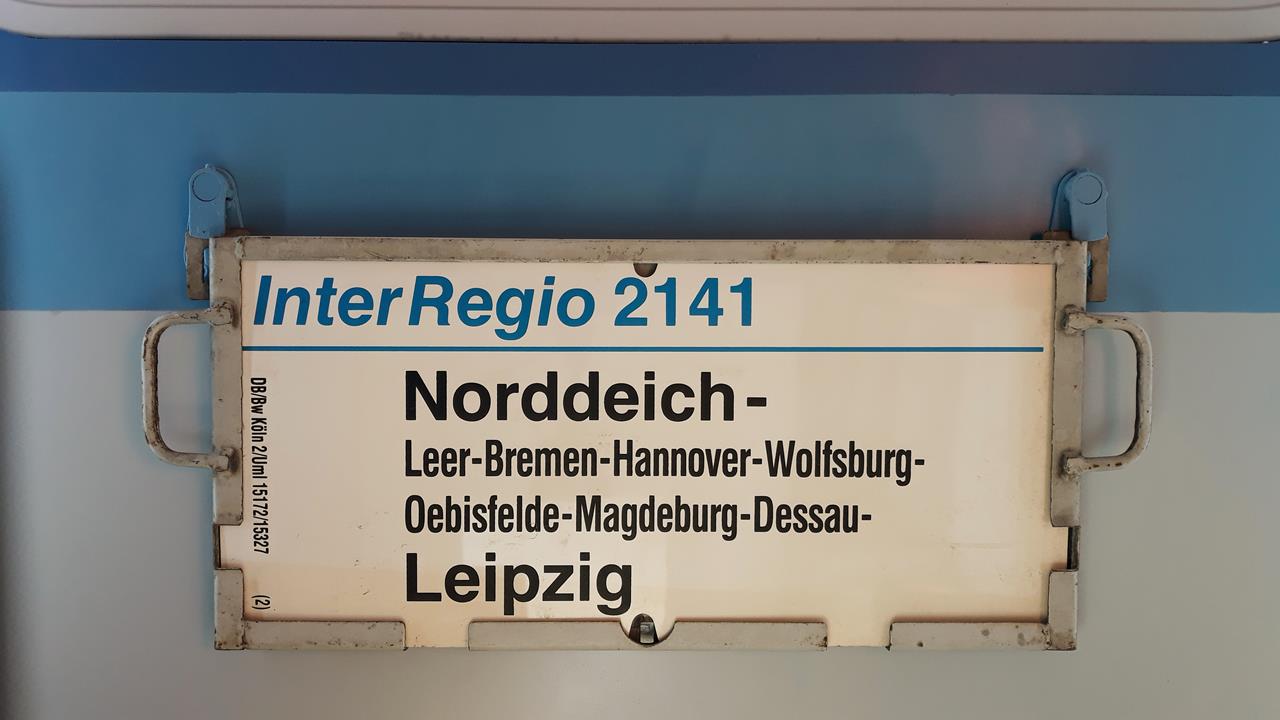 InterRegio 2141
Norddeich-
Leer-Bremen-Hannover-Wolfsburg-
Oebisfelde-Magdeburg-Dessau-
Leipzig
DB/Bw Köln 2/Uml 15172/15327
(2)